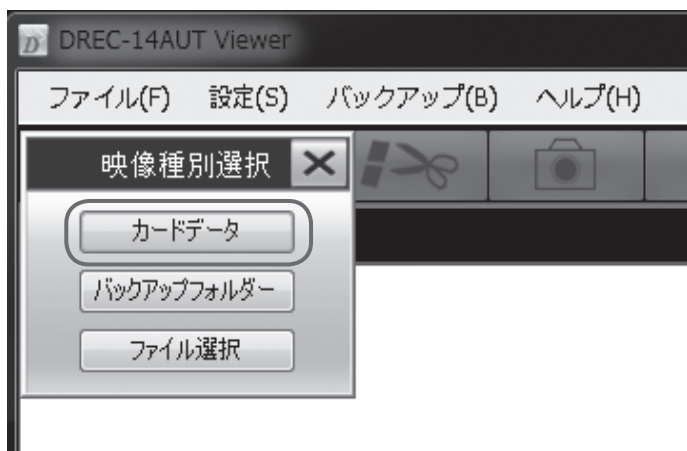 DREC-14AUT Viewer
ファイル(F) 設定(S) バックアップ(B) ヘルプ(H)
映像種別選択
カードデータ
バックアップフォルダー
ファイル選択